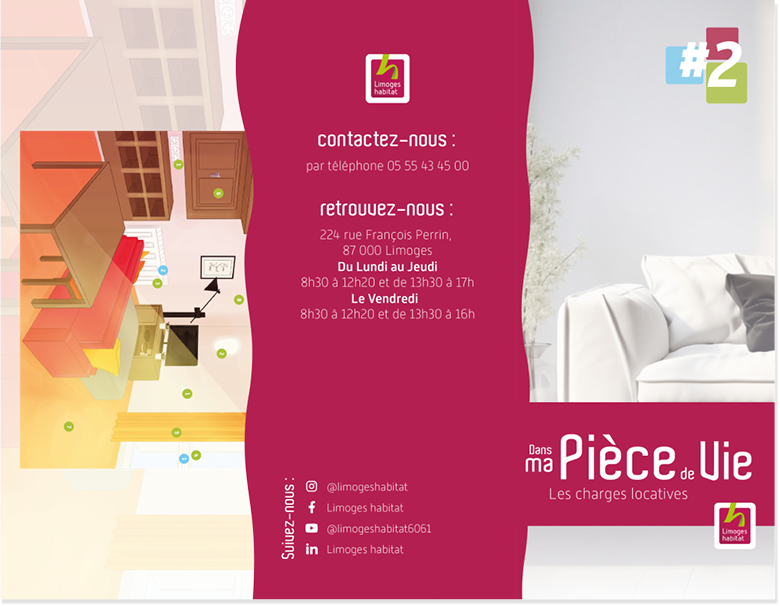 Limoges
habitat
contactez-nous :
par téléphone 05 55 43 45 00
retrouvez-nous :
224 rue François Perrin,
87 000 Limoges
Du Lundi au Jeudi
8h30 à 12h20 et de 13h30 à 17h
Le Vendredi
8h30 à 12h20 et de 13h30 à 16h
Suivez-nous :
@limogeshabitat
Limoges habitat
@limogeshabitat6061
Limoges habitat
#2
Dans ma Pièce de Vie
Les charges locatives
Limoges
habitat